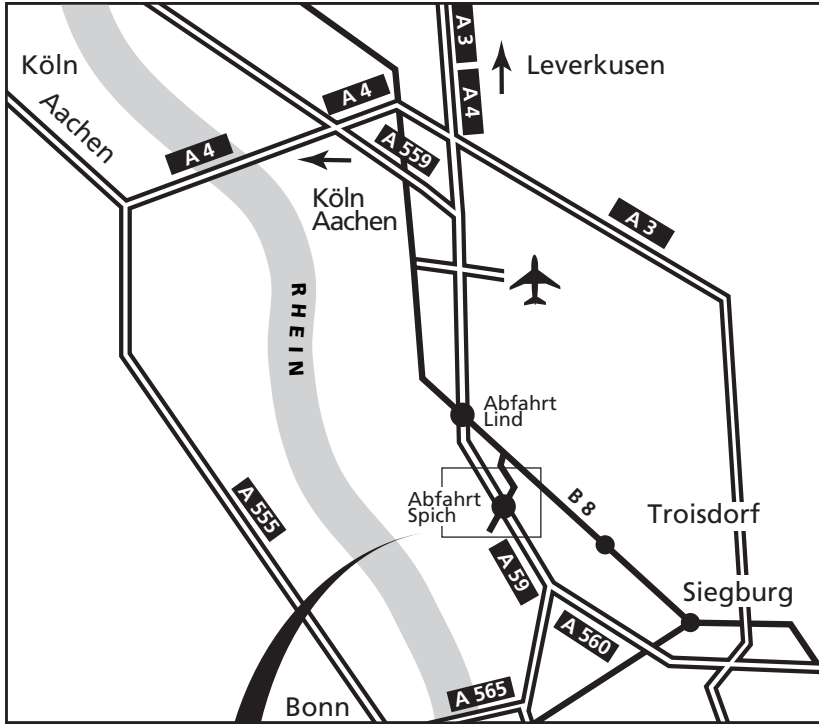 A 3
A 4
Leverkusen
Köln
Aachen
A 4
A 4
A 559
Köln
Aachen
A 3
RHEIN
Abfahrt
Lind
Abfahrt
Spich
B 8
A 555
Troisdorf
A 59
Siegburg
A 560
A 565
Bonn